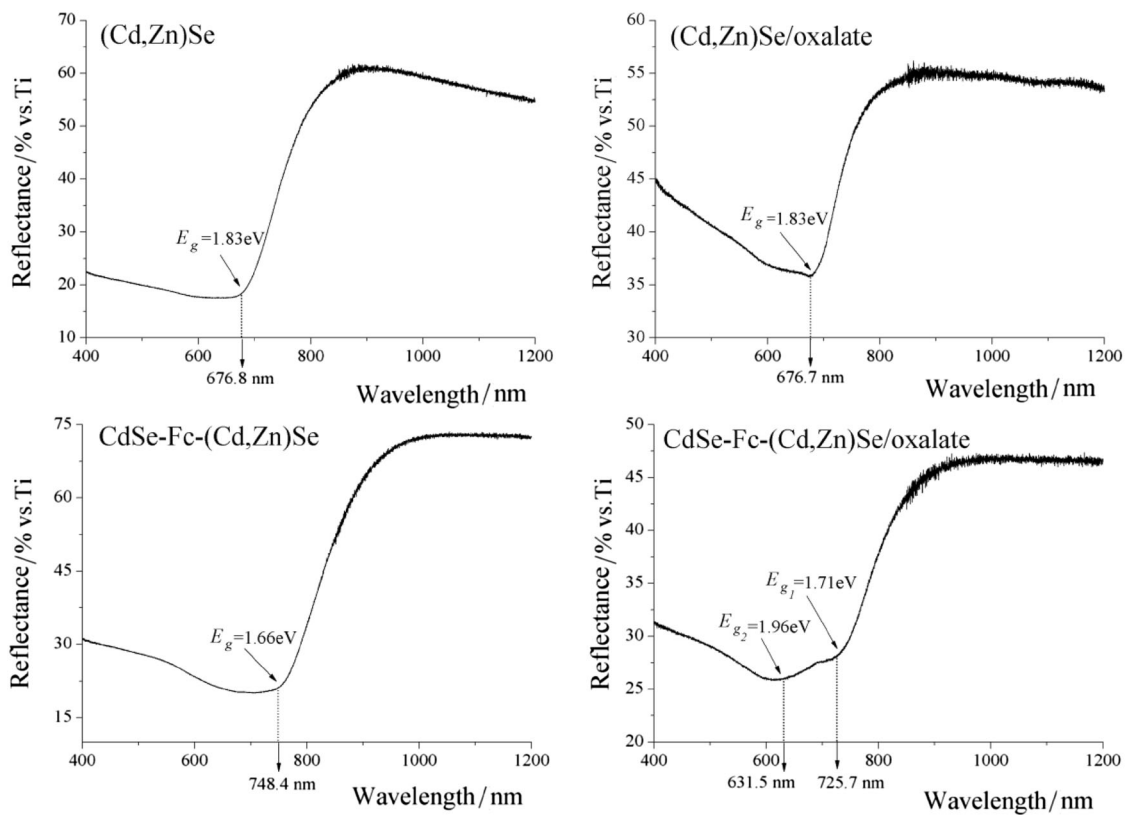 (Cd,Zn)Se
Reflectance/% vs.Ti
70
60
50
40
30
20
10
E_g=1.83eV
400
600
800
1000
1200
676.8 nm
Wavelength/nm
(Cd,Zn)Se/oxalate
Reflectance/% vs.Ti
60
55
50
45
40
35
30
E_g=1.83eV
400
600
800
1000
1200
676.7 nm
Wavelength/nm
CdSe-Fc-(Cd,Zn)Se
Reflectance/% vs.Ti
75
60
45
30
15
E_g=1.66eV
400
600
800
1000
1200
748.4 nm
Wavelength/nm
CdSe-Fc-(Cd,Zn)Se/oxalate
Reflectance/% vs.Ti
50
45
40
35
30
25
20
E_g1=1.71eV
E_g2=1.96eV
400
600
800
1000
1200
631.5 nm
725.7 nm
Wavelength/nm